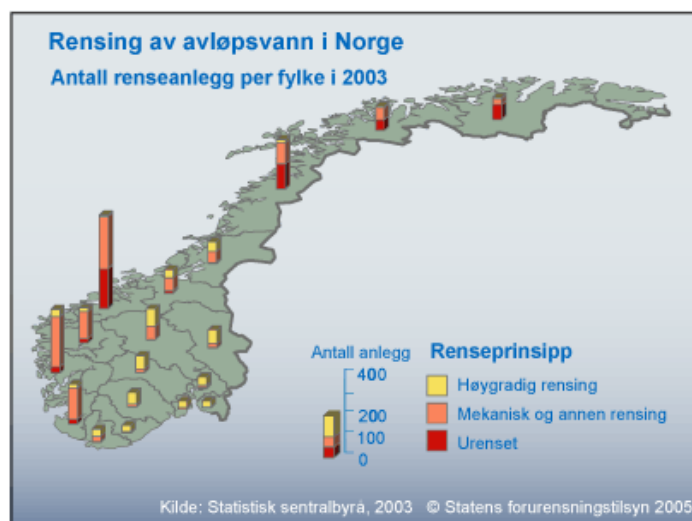 Rensing av avløpsvann i Norge
Antall renseanlegg per fylke i 2003
Antall anlegg
400
200
100
0
Renseprinsipp
Høygradig rensing
Mekanisk og annen rensing
Urenset
Kilde: Statistisk sentralbyrå, 2003 © Statens forurensningstilsyn 2005